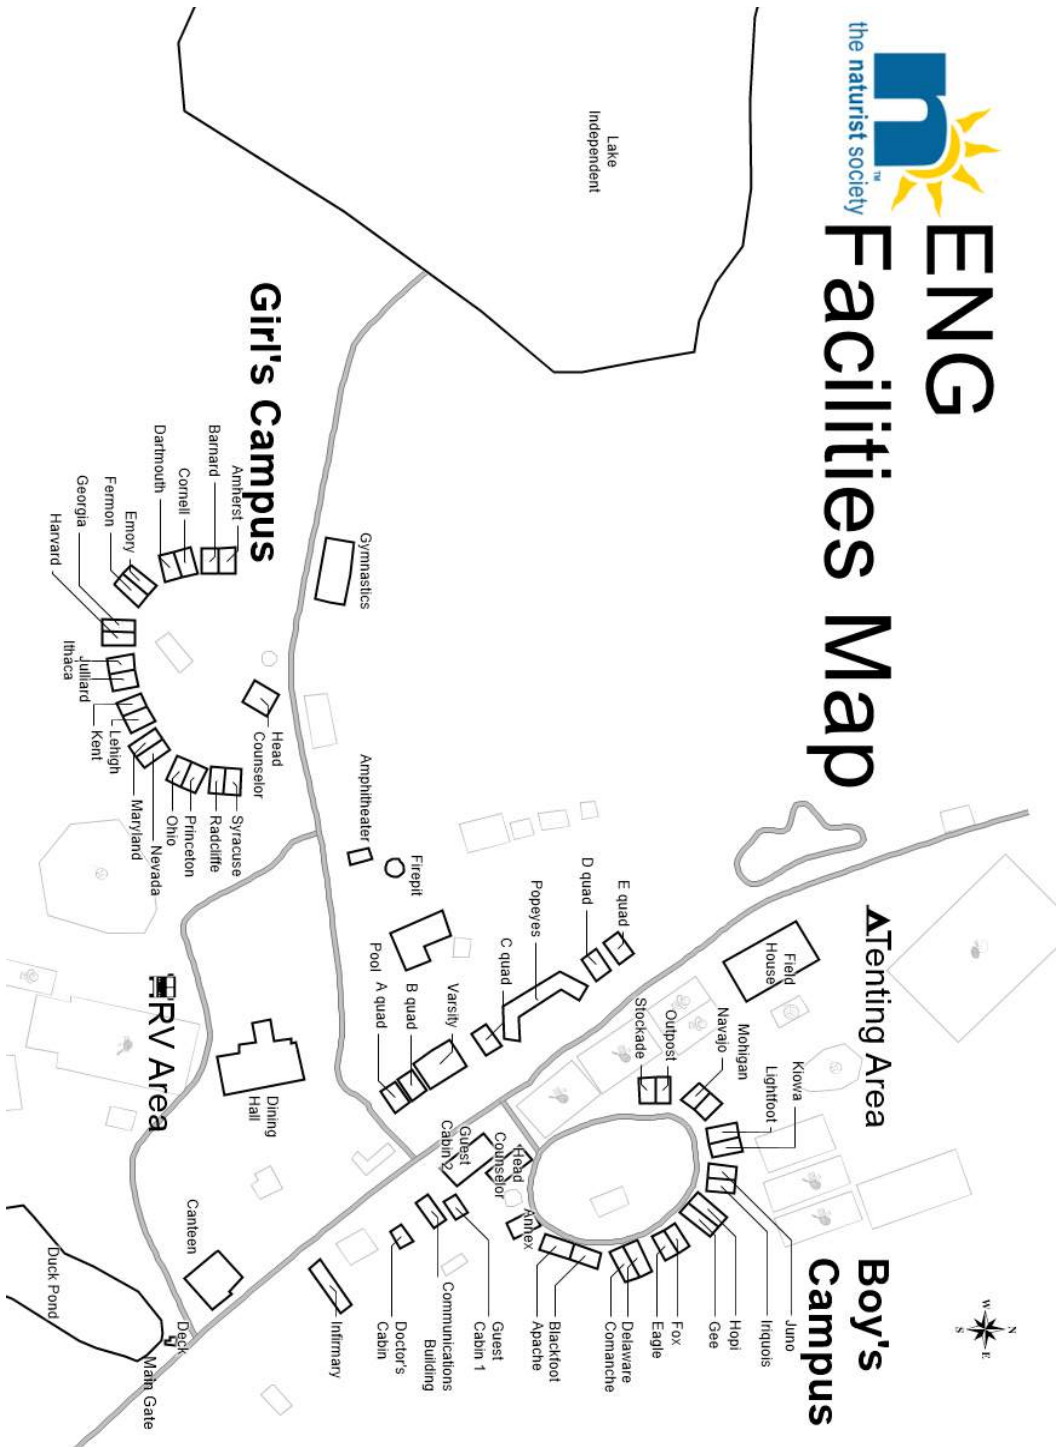 the naturist society
n
TM
ENG
Facilities Map
Lake
Independent
Girl's Campus
Gymnastics
Amherst
Barnard
Cornell
Dartmouth
Emory
Fermon
Georgia
Harvard
Ithaca
Julliard
Kent
Lehigh
Maryland
Nevada
Ohio
Princeton
Radcliffe
Syracuse
Head
Counselor
Amphitheater
Firepit
Pool
A quad
B quad
Varsity
C quad
Popeyes
D quad
E quad
Field
House
Tenting Area
Stockade
Outpost
Navajo
Mohigan
Lightfoot
Kiowa
Juno
Iriquois
Hopi
Gee
Fox
Eagle
Delaware
Comanche
Blackfoot
Apache
Annex
Head
Counselor
Guest
Cabin 2
Guest
Cabin 1
Communications
Building
Doctor's
Cabin
Infirmary
Boy's
Campus
RV Area
Dining
Hall
Canteen
Duck Pond
Deck
Main Gate
N
W
E
S